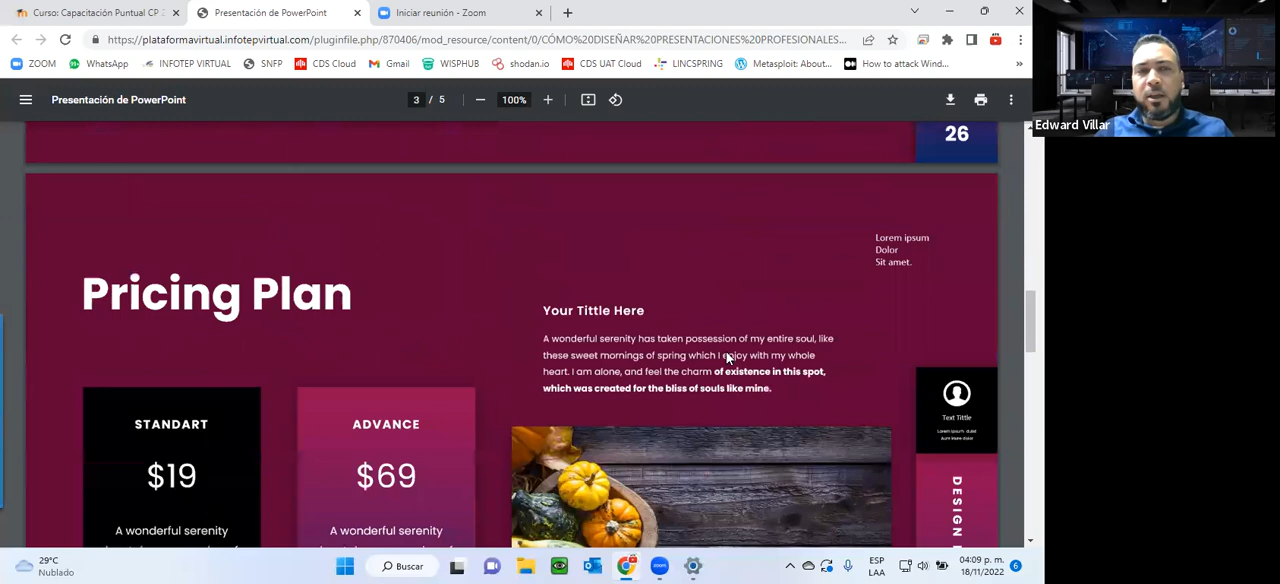 Curso: Capacitación Puntual CP 2
Presentación de PowerPoint
Iniciar reunión - Zoom
https://plataformavirtual.infotepvirtual.com/pluginfile.php/870406/mod_resource/content/0/CÓMO%20DISEÑAR%20PRESENTACIONES%20PROFESIONALES...
ZOOM
WhatsApp
INFOTEP VIRTUAL
SNFP
CDS Cloud
Gmail
WISPHUB
shodan.io
CDS UAT Cloud
LINCSPRING
Metasploit: About...
How to attack Wind...
Presentación de PowerPoint
3 / 5
100%
Edward Villar
26
Lorem ipsum
Dolor
Sit amet.
Pricing Plan
Your Tittle Here
A wonderful serenity has taken possession of my entire soul, like
these sweet mornings of spring which I enjoy with my whole
heart. I am alone, and feel the charm of existence in this spot,
which was created for the bliss of souls like mine.
STANDART
$19
A wonderful serenity
ADVANCE
$69
A wonderful serenity
Text Tittle
DESIGN
29°C
Nublado
Buscar
zoom
ESP
LAA
04:09 p. m.
18/11/2022
6